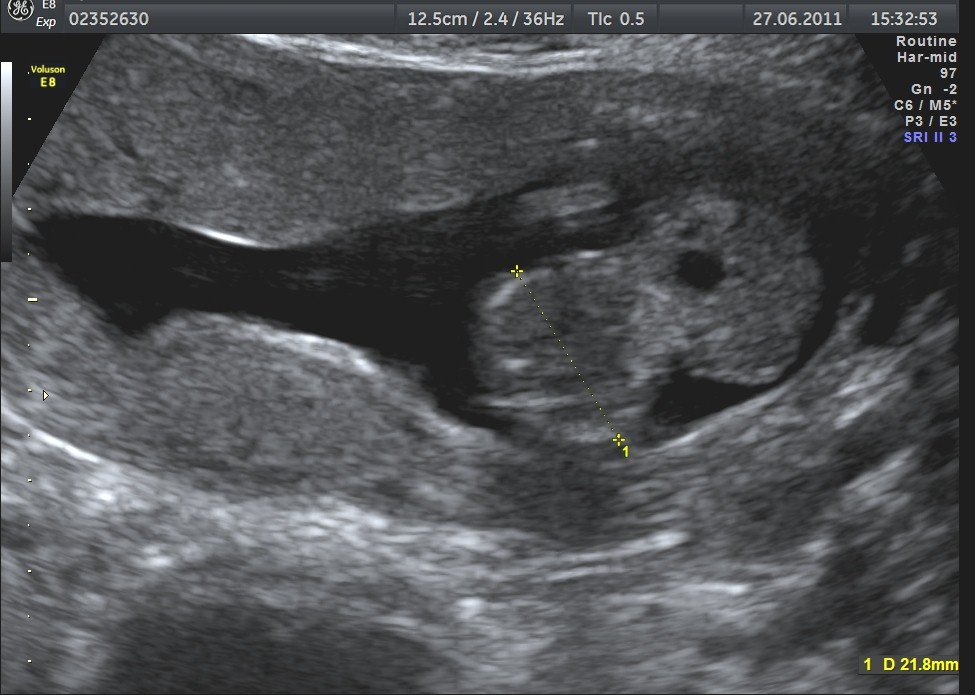 E8
Exp
02352630
12.5cm / 2.4 / 36Hz
TIc 0.5
27.06.2011
15:32:53
Voluson
E8
Routine
Har-mid
97
Gn -2
C6 / M5*
P3 / E3
SRI II 3
1
1 D 21.8mm